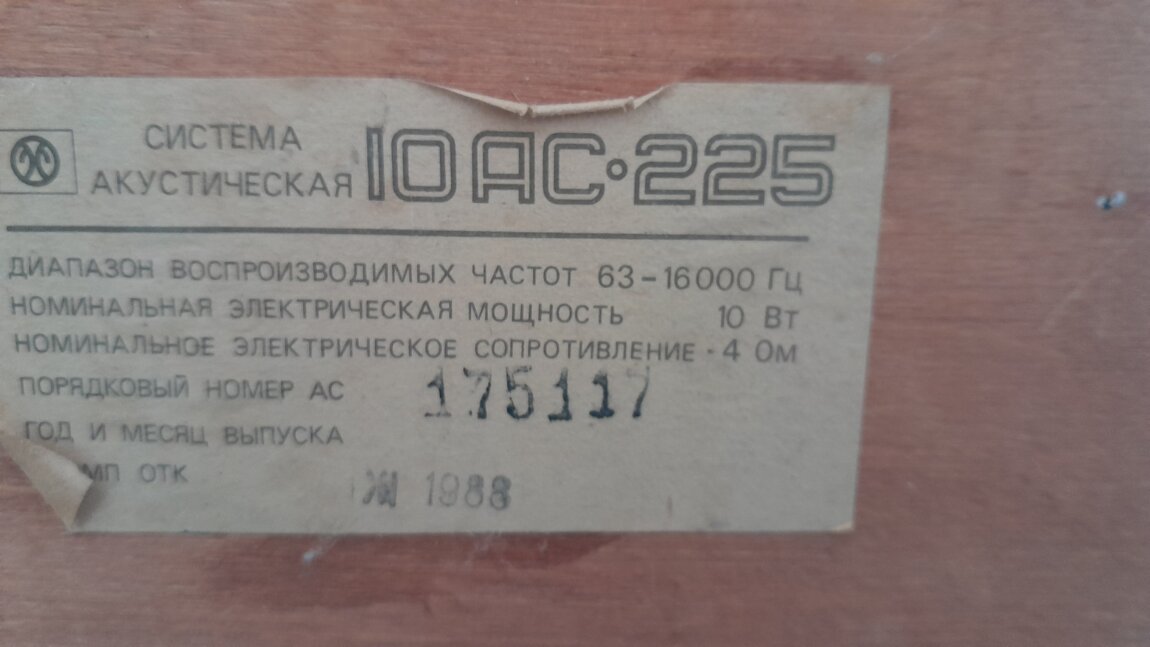 СИСТЕМА
АКУСТИЧЕСКАЯ 10АС·225
ДИАПАЗОН ВОСПРОИЗВОДИМЫХ ЧАСТОТ 63–16000 ГЦ
НОМИНАЛЬНАЯ ЭЛЕКТРИЧЕСКАЯ МОЩНОСТЬ 10 Вт
НОМИНАЛЬНОЕ ЭЛЕКТРИЧЕСКОЕ СОПРОТИВЛЕНИЕ · 4 Ом
ПОРЯДКОВЫЙ НОМЕР АС 175117
ГОД И МЕСЯЦ ВЫПУСКА
ОТК
1988